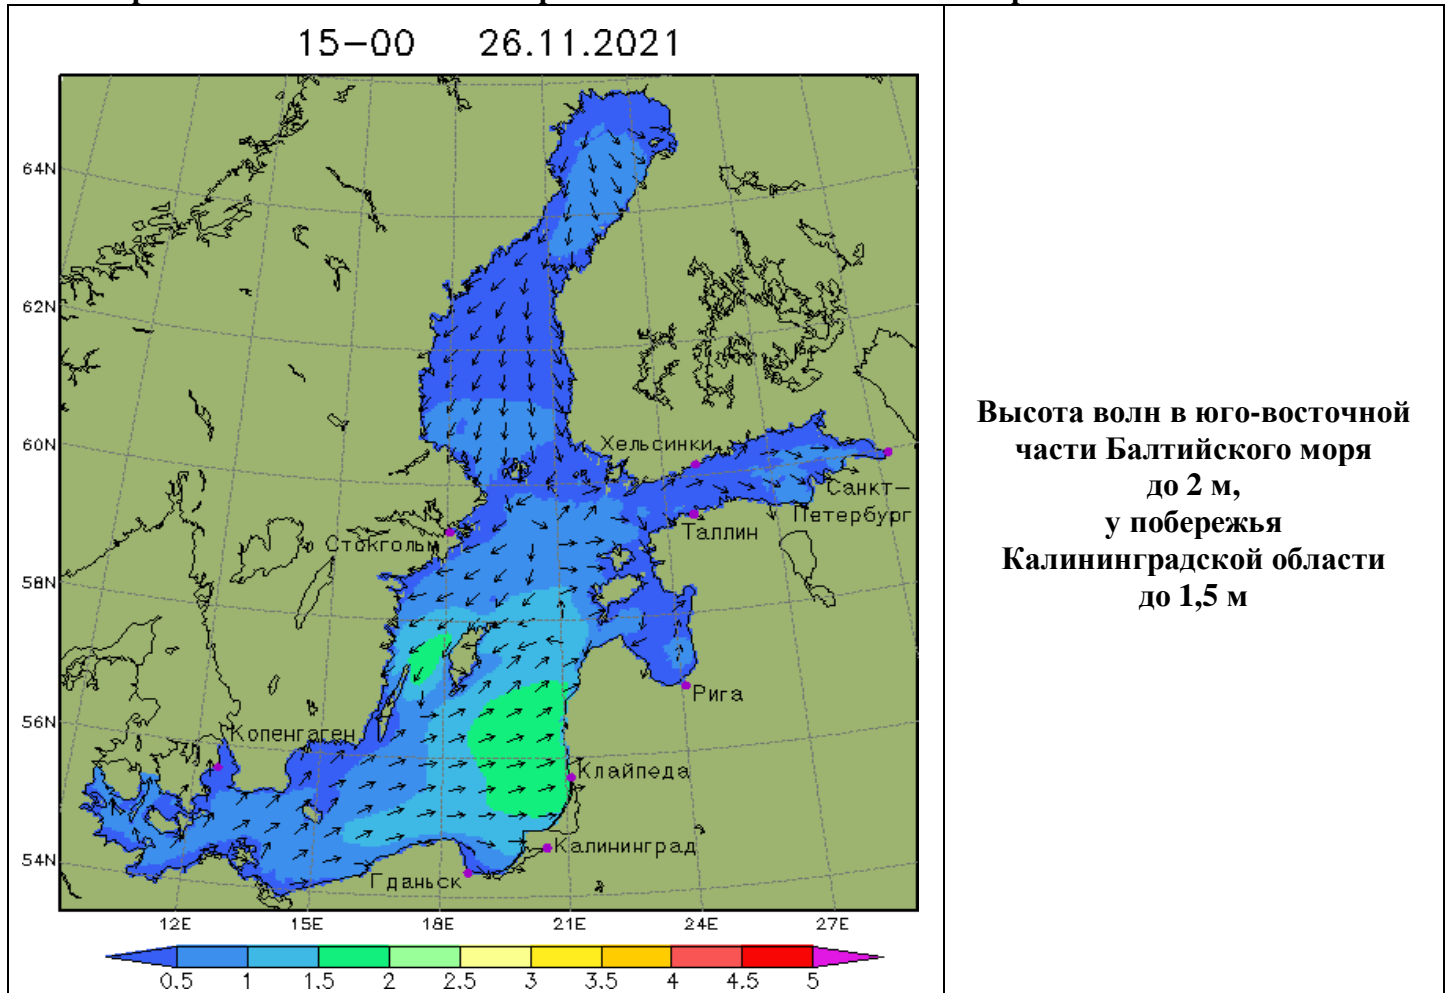 15-00 26.11.2021
64N
62N
60N
58N
56N
54N
Хельсинки
Санкт-
Петербург
Таллин
Стокгольм
Рига
Копенгаген
Клайпеда
Калининград
Гданьск
12E 15E 18E 21E 24E 27E
0,5 1 1,5 2 2,5 3 3,5 4 4,5 5
Высота волн в юго-восточной
части Балтийского моря
до 2 м,
у побережья
Калининградской области
до 1,5 м